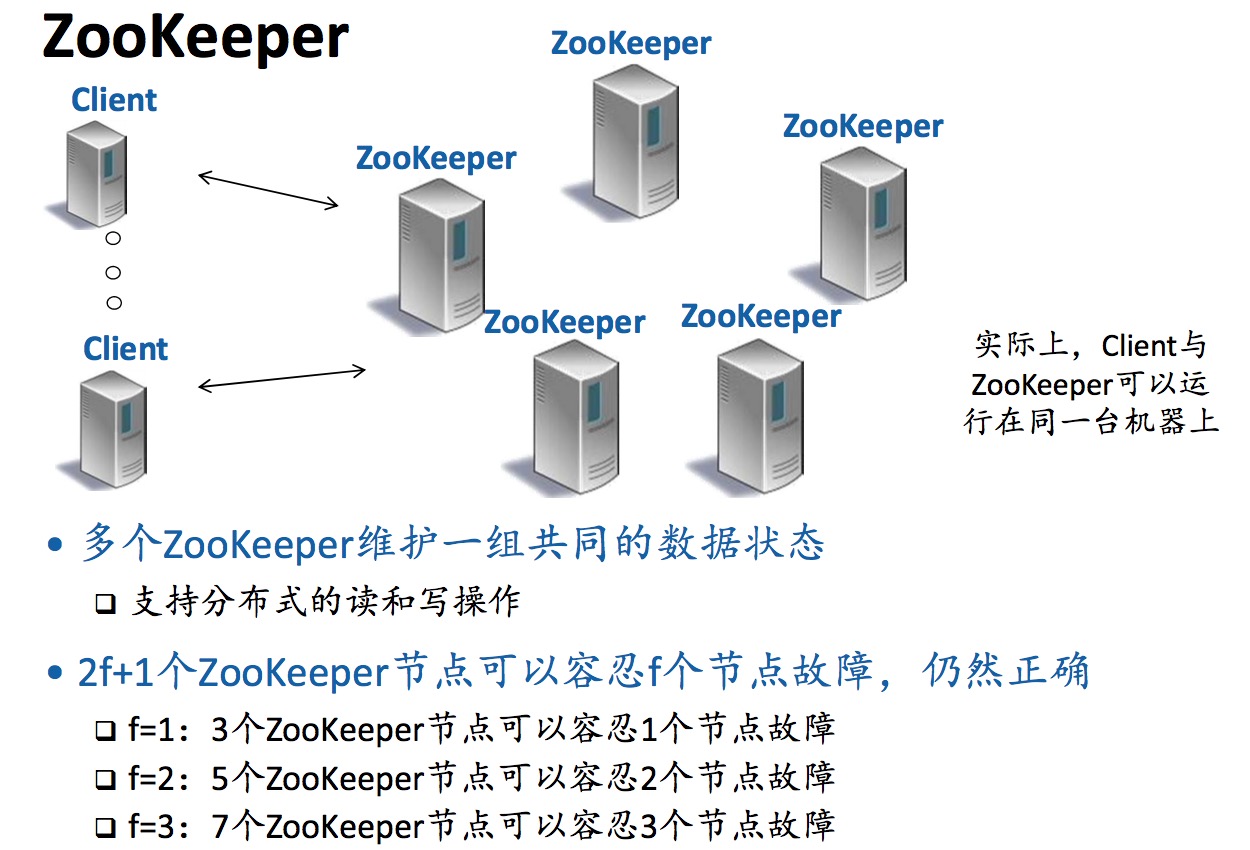 ZooKeeper
ZooKeeper
Client
ZooKeeper
ZooKeeper
ZooKeeper
ZooKeeper
Client
实际上，Client与
ZooKeeper可以运
行在同一台机器上
• 多个ZooKeeper维护一组共同的数据状态
❑ 支持分布式的读和写操作
• 2f+1个ZooKeeper节点可以容忍f个节点故障，仍然正确
❑ f=1：3个ZooKeeper节点可以容忍1个节点故障
❑ f=2：5个ZooKeeper节点可以容忍2个节点故障
❑ f=3：7个ZooKeeper节点可以容忍3个节点故障